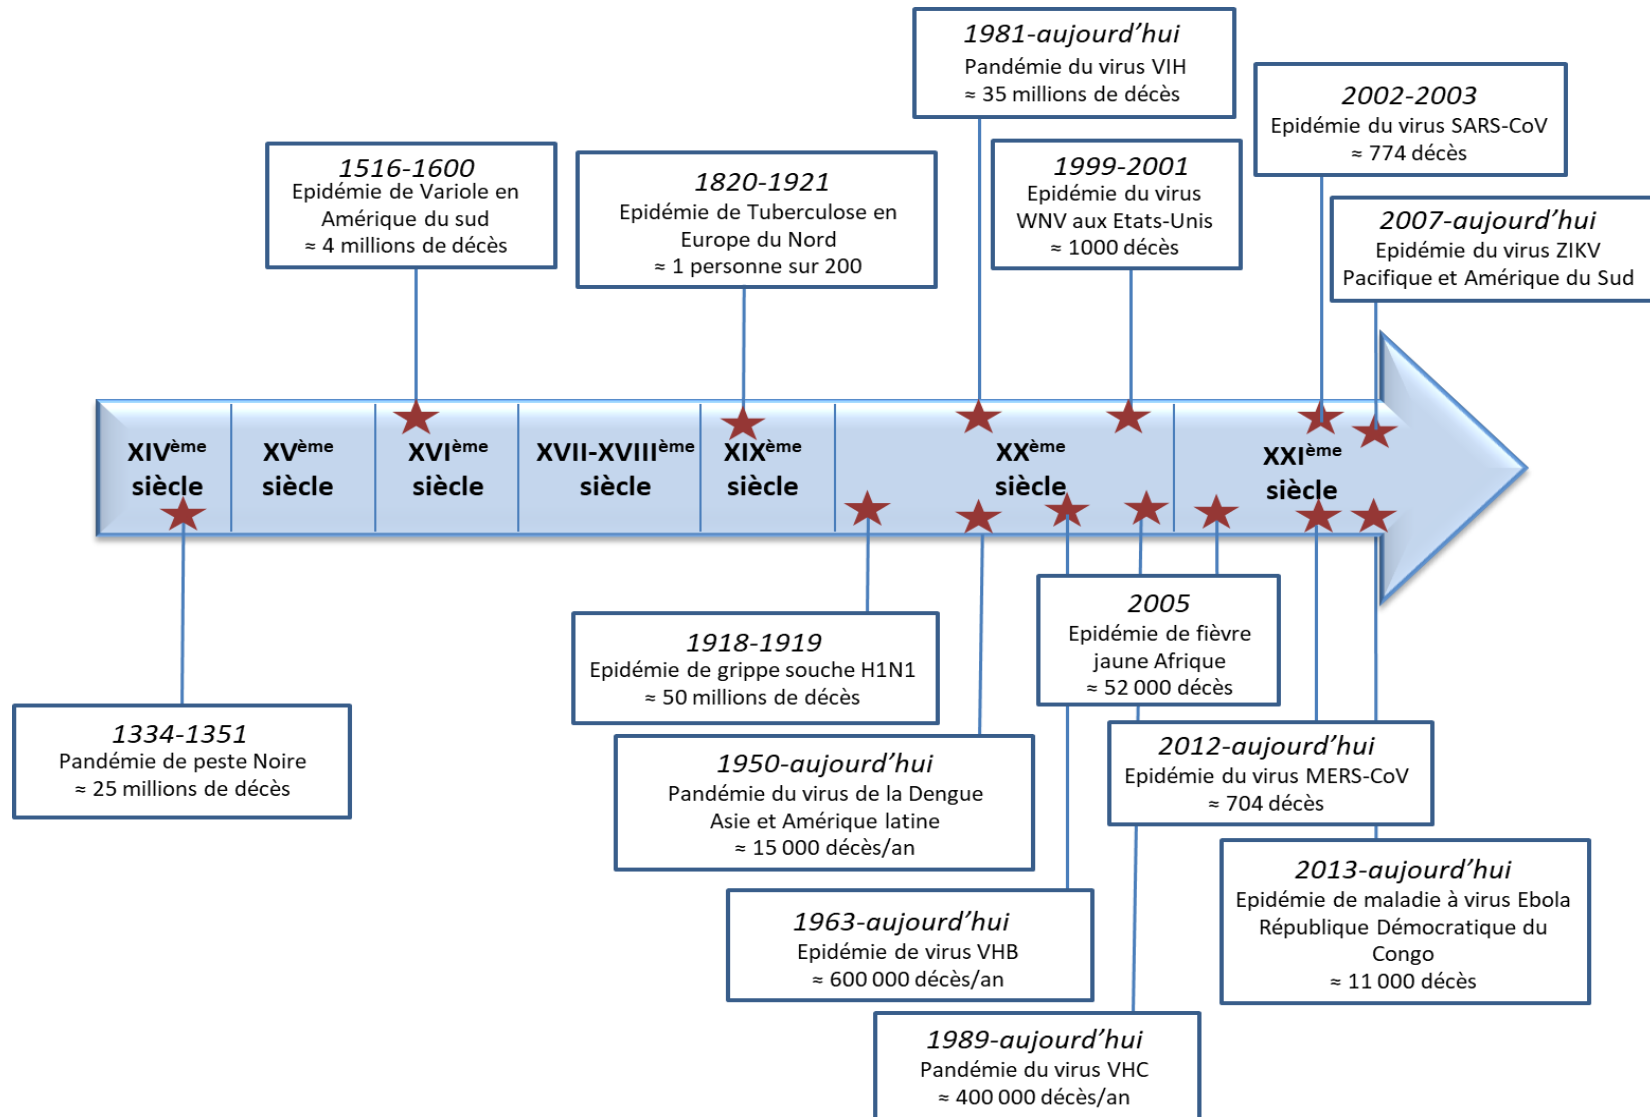 1981-aujourd’hui
Pandémie du virus VIH
≈ 35 millions de décès
2002-2003
Epidémie du virus SARS-CoV
≈ 774 décès
1516-1600
Epidémie de Variole en
Amérique du sud
≈ 4 millions de décès
1820-1921
Epidémie de Tuberculose en
Europe du Nord
≈ 1 personne sur 200
1999-2001
Epidémie du virus
WNV aux Etats-Unis
≈ 1000 décès
2007-aujourd’hui
Epidémie du virus ZIKV
Pacifique et Amérique du Sud
XIVème
siècle
XVème
siècle
XVIème
siècle
XVII-XVIIIème
siècle
XIXème
siècle
XXème
siècle
XXIème
siècle
1334-1351
Pandémie de peste Noire
≈ 25 millions de décès
1918-1919
Epidémie de grippe souche H1N1
≈ 50 millions de décès
1950-aujourd’hui
Pandémie du virus de la Dengue
Asie et Amérique latine
≈ 15 000 décès/an
1963-aujourd’hui
Epidémie de virus VHB
≈ 600 000 décès/an
1989-aujourd’hui
Pandémie du virus VHC
≈ 400 000 décès/an
2005
Epidémie de fièvre
jaune Afrique
≈ 52 000 décès
2012-aujourd’hui
Epidémie du virus MERS-CoV
≈ 704 décès
2013-aujourd’hui
Epidémie de maladie à virus Ebola
République Démocratique du
Congo
≈ 11 000 décès